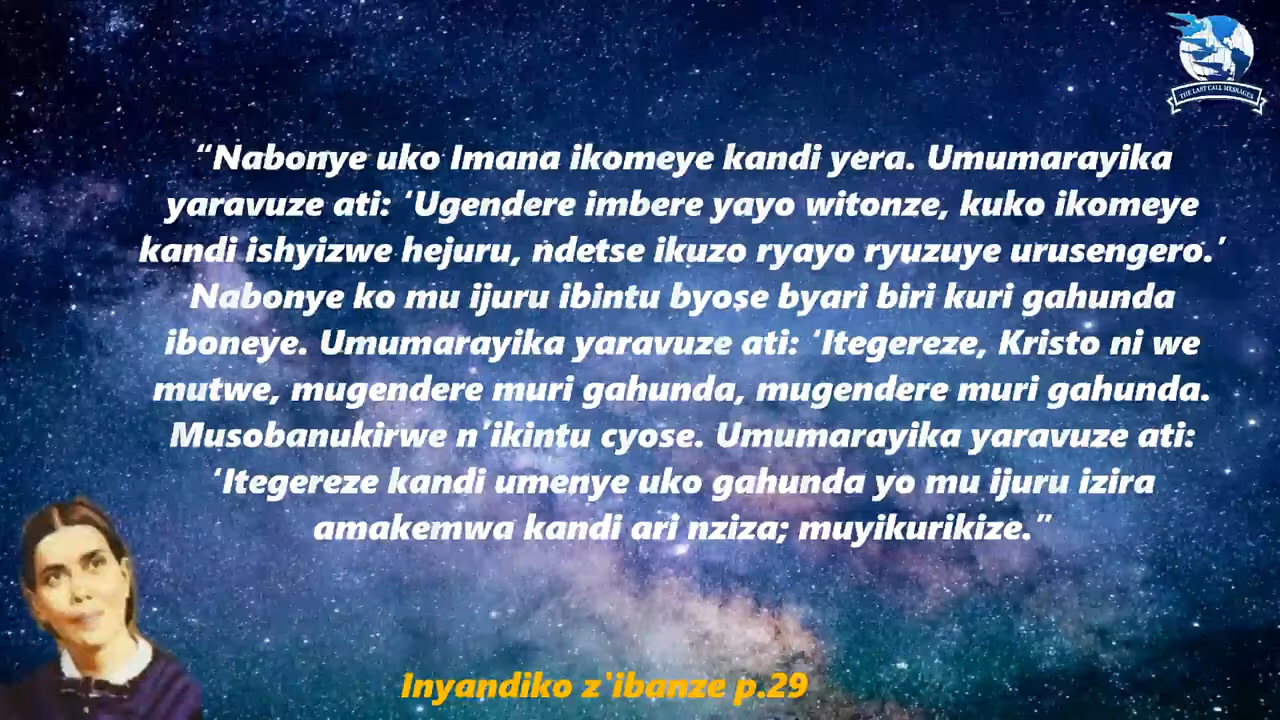 THE LAST CALL MESSAGES
“Nabonye uko Imana ikomeye kandi yera. Umumarayika
yaravuze ati: ‘Ugendere imbere yayo witonze, kuko ikomeye
kandi ishyizwe hejuru, ndetse ikuzo ryayo ryuzuye urusengero.’
Nabonye ko mu ijuru ibintu byose byari biri kuri gahunda
iboneye. Umumarayika yaravuze ati: ‘Itegereze, Kristo ni we
mutwe, mugendere muri gahunda, mugendere muri gahunda.
Musobanukirwe n’ikintu cyose. Umumarayika yaravuze ati:
‘Itegereze kandi umenye uko gahunda yo mu ijuru izira
amakemwa kandi ari nziza; muyikurikize.”
Inyandiko z'ibanze p.29